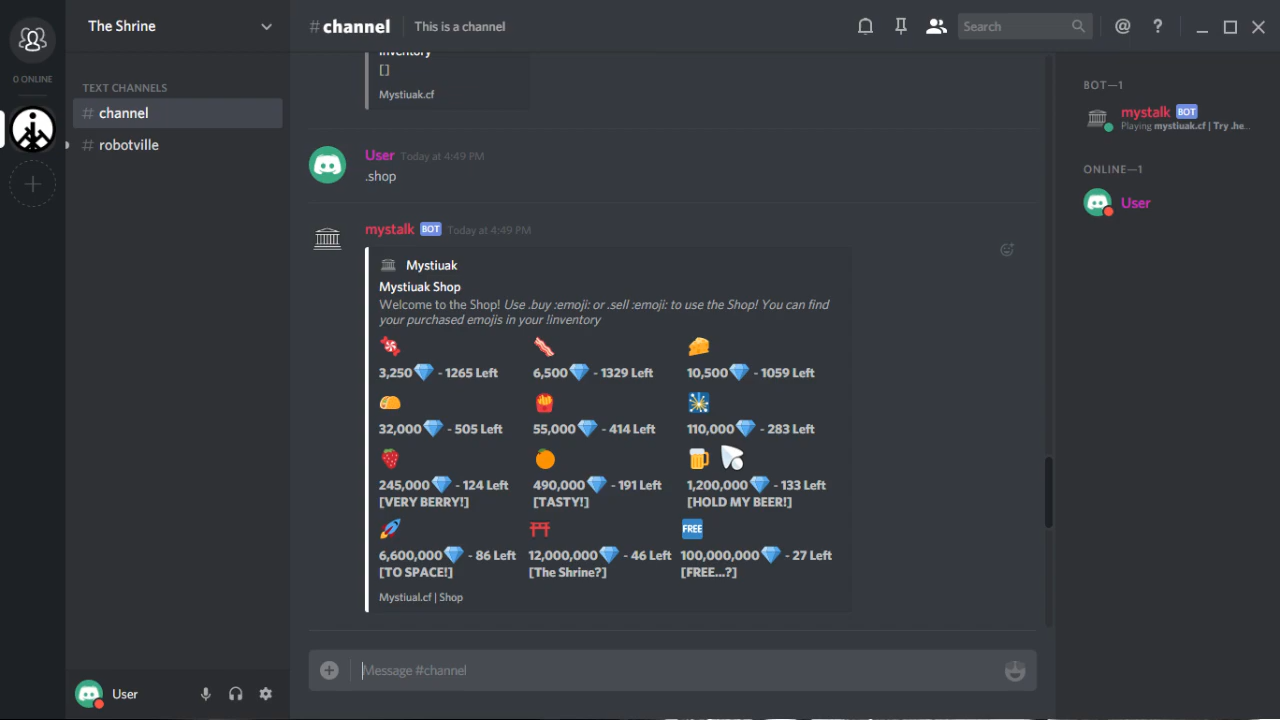 The Shrine
#channel
This is a channel
Search
@
?
0 ONLINE
TEXT CHANNELS
# channel
# robotville
Inventory
[]
Mystiuak.cf
User Today at 4:49 PM
.shop
mystalk BOT Today at 4:49 PM
Mystiuak
Mystiuak Shop
Welcome to the Shop! Use .buy :emoji: or .sell :emoji: to use the Shop! You can find
your purchased emojis in your !inventory
3,250💎 - 1265 Left
6,500💎 - 1329 Left
10,500💎 - 1059 Left
32,000💎 - 505 Left
55,000💎 - 414 Left
110,000💎 - 283 Left
245,000💎 - 124 Left
[VERY BERRY!]
490,000💎 - 191 Left
[TASTY!]
1,200,000💎 - 133 Left
[HOLD MY BEER!]
FREE
6,600,000💎 - 86 Left
[TO SPACE!]
12,000,000💎 - 46 Left
[The Shrine?]
100,000,000💎 - 27 Left
[FREE...?]
Mystiual.cf | Shop
Message #channel
User
BOT—1
mystalk BOT
Playing mystiuak.cf | Try .he...
ONLINE—1
User